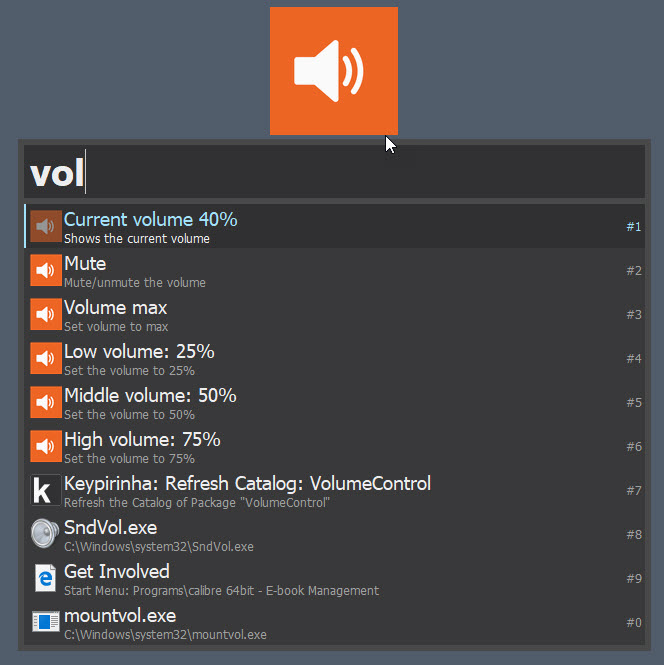 vol
Current volume 40%
Shows the current volume
#1
Mute
Mute/unmute the volume
#2
Volume max
Set volume to max
#3
Low volume: 25%
Set the volume to 25%
#4
Middle volume: 50%
Set the volume to 50%
#5
High volume: 75%
Set the volume to 75%
#6
k
Keypirinha: Refresh Catalog: VolumeControl
Refresh the Catalog of Package "VolumeControl"
#7
SndVol.exe
C:\Windows\system32\SndVol.exe
#8
Get Involved
Start Menu: Programs\calibre 64bit - E-book Management
#9
mountvol.exe
C:\Windows\system32\mountvol.exe
#0